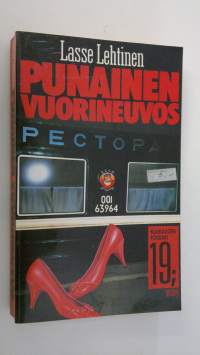 Lasse Lehtinen
PUNAINEN
VUORINEUVOS
РЕСТОРА
001
63964
19;